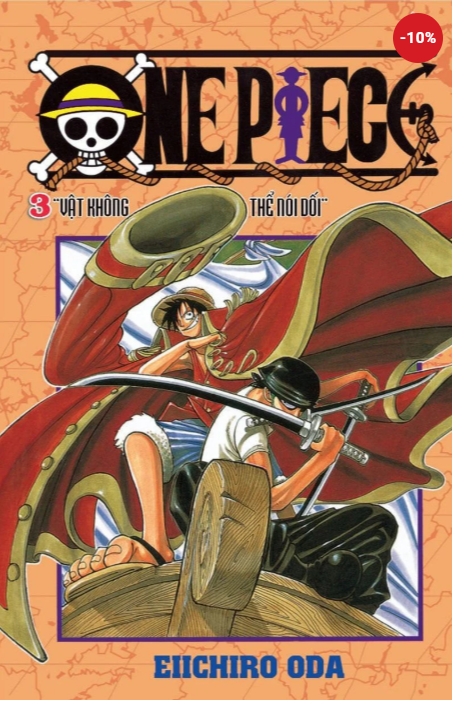 -10%
ONE PIECE
3 "VẬT KHÔNG THỂ NÓI DỐI"
EIICHIRO ODA